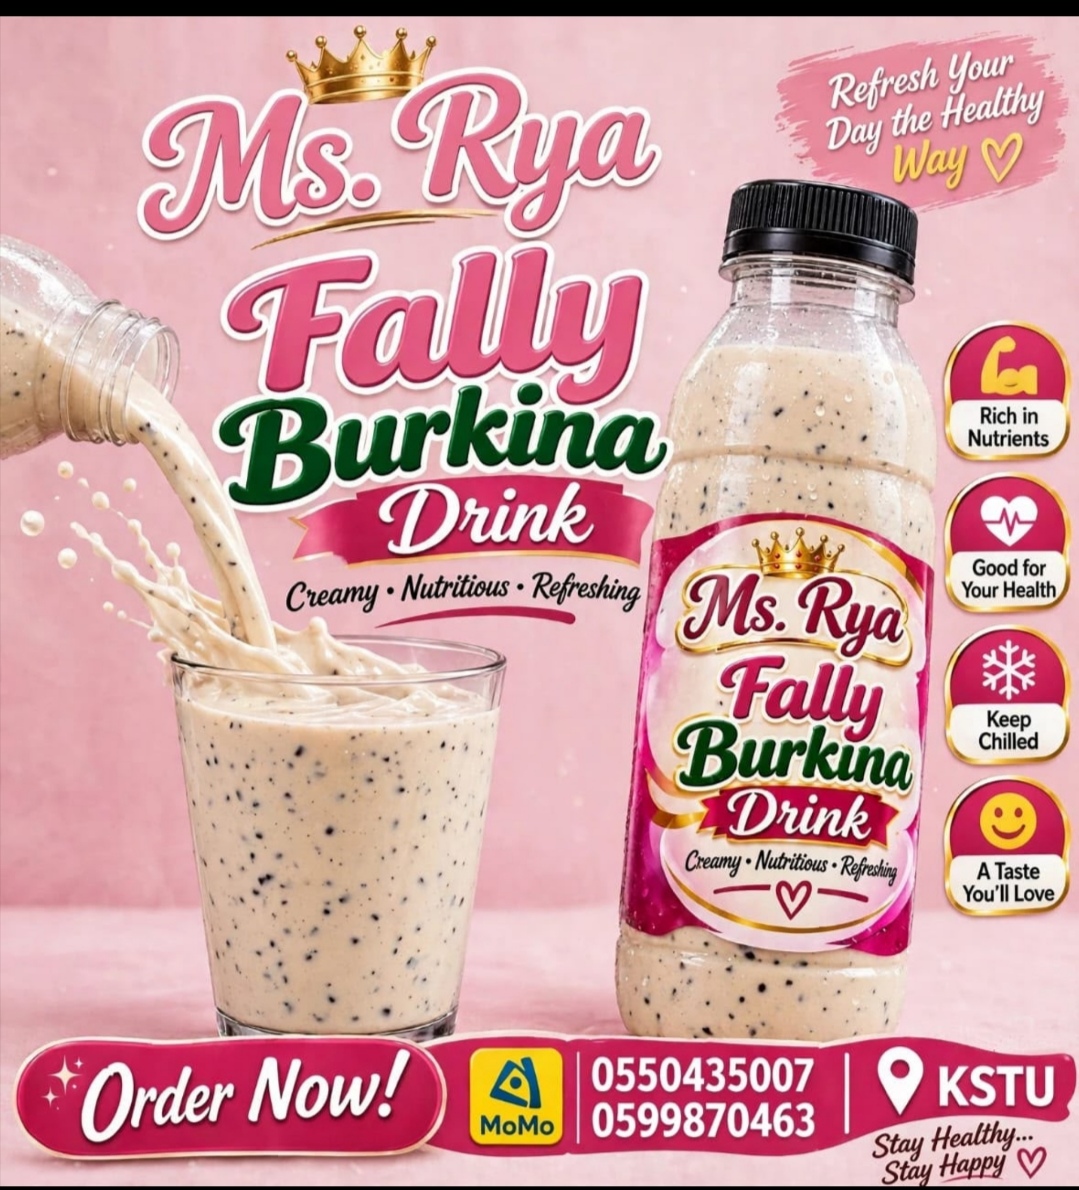 Ms. Rya
Fally
Burkina
Drink
Creamy • Nutritious • Refreshing
Refresh Your
Day the Healthy
Way
Ms. Rya
Fally
Burkina
Drink
Creamy • Nutritious • Refreshing
Rich in
Nutrients
Good for
Your Health
Keep
Chilled
A Taste
You'll Love
Order Now!
MoMo
0550435007
0599870463
KSTU
Stay Healthy...
Stay Happy